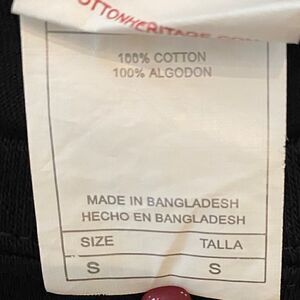 100% COTTON
100% ALGODON
MADE IN BANGLADESH
HECHO EN BANGLADESH
SIZE TALLA
S S